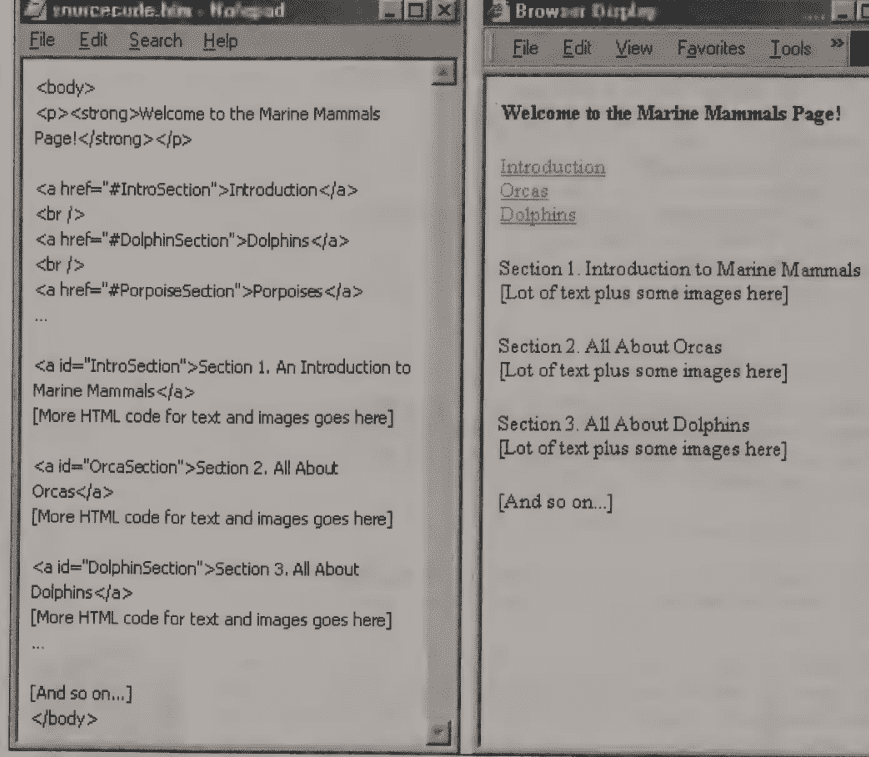 sourcecode.htm - Notepad
File Edit Search Help
<body>
<p><strong>Welcome to the Marine Mammals
Page!</strong></p>
<a href="#IntroSection">Introduction</a>
<br />
<a href="#DolphinSection">Dolphins</a>
<br />
<a href="#PorpoiseSection">Porpoises</a>
...
<a id="IntroSection">Section 1. An Introduction to
Marine Mammals</a>
[More HTML code for text and images goes here]
<a id="OrcaSection">Section 2. All About
Orcas</a>
[More HTML code for text and images goes here]
<a id="DolphinSection">Section 3. All About
Dolphins</a>
[More HTML code for text and images goes here]
...
[And so on...]
</body>
Browser Display
File Edit View Favorites Tools »
Welcome to the Marine Mammals Page!
Introduction
Orcas
Dolphins
Section 1. Introduction to Marine Mammals
[Lot of text plus some images here]
Section 2. All About Orcas
[Lot of text plus some images here]
Section 3. All About Dolphins
[Lot of text plus some images here]
[And so on...]